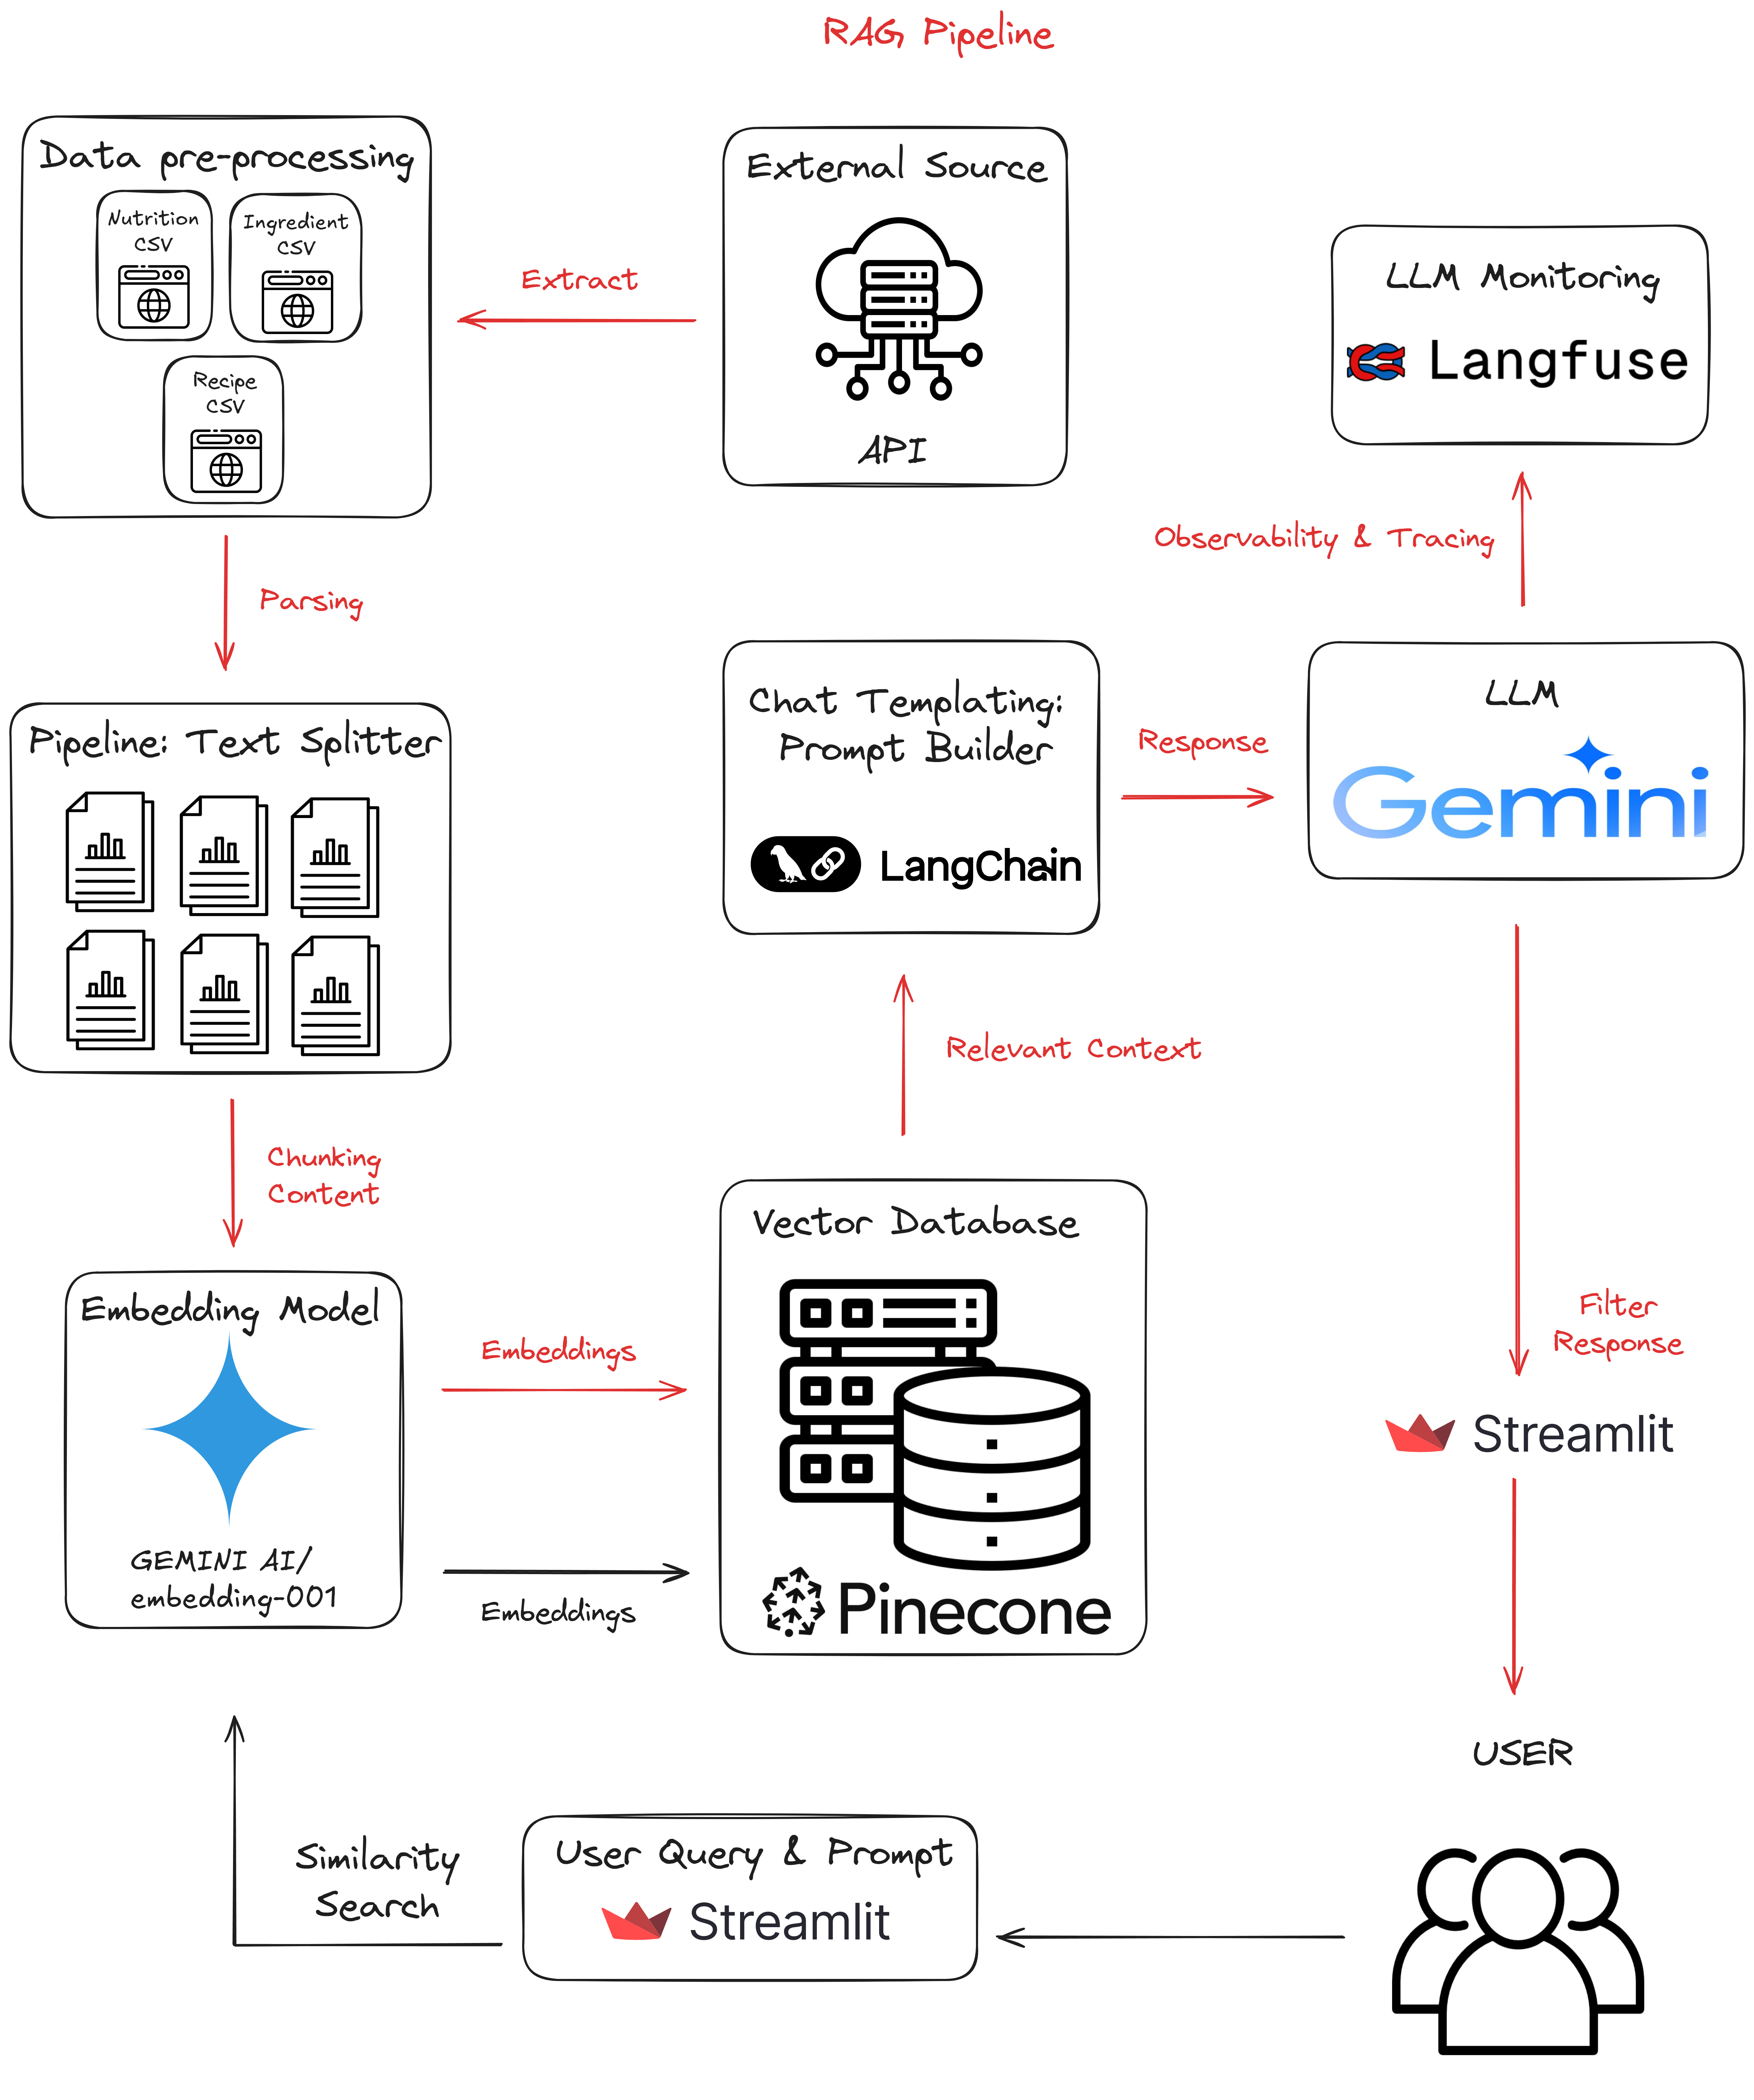 RAG Pipeline
Data pre-processing
Nutrition
CSV
Ingredient
CSV
Recipe
CSV
Extract
External Source
API
LLM Monitoring
Langfuse
Observability & Tracing
Parsing
Pipeline: Text Splitter
Chat Templating:
Prompt Builder
LangChain
Response
LLM
Gemini
Relevant Context
Chunking
Content
Embedding Model
GEMINI AI/
embedding-001
Embeddings
Embeddings
Vector Database
Pinecone
Filter
Response
Streamlit
USER
Similarity
Search
User Query & Prompt
Streamlit